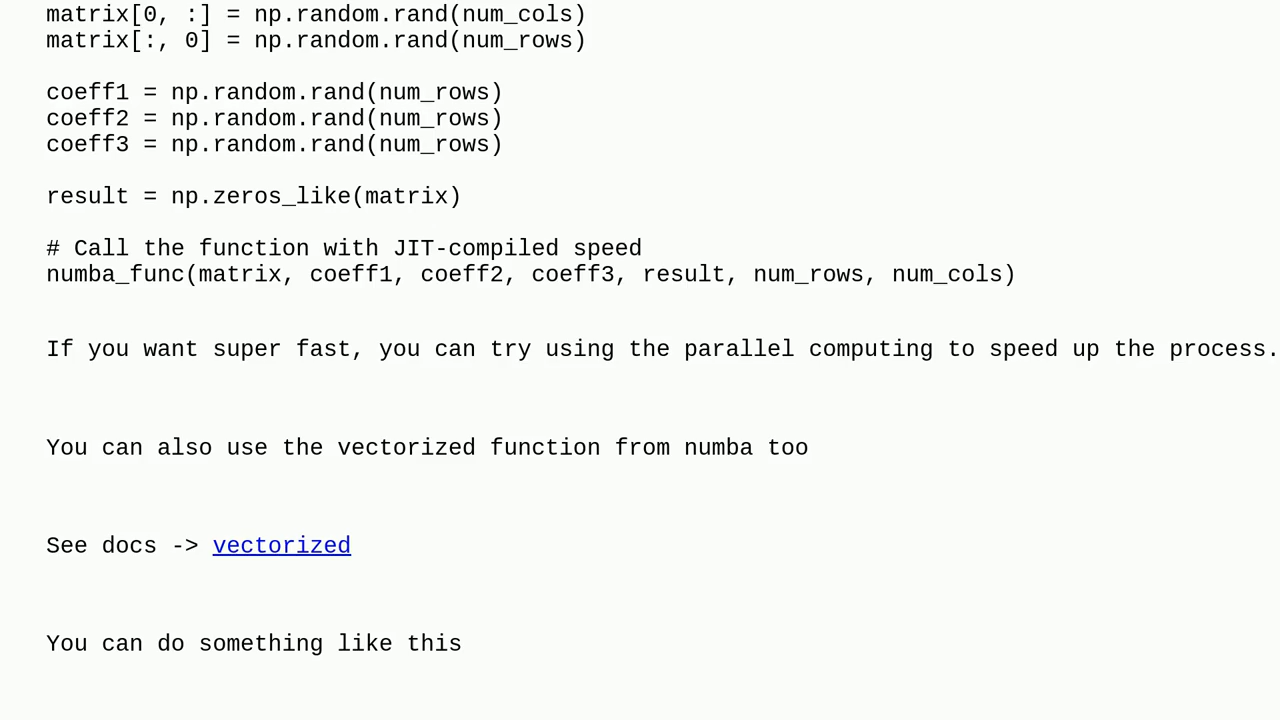 matrix[0, :] = np.random.rand(num_cols)
matrix[:, 0] = np.random.rand(num_rows)
coeff1 = np.random.rand(num_rows)
coeff2 = np.random.rand(num_rows)
coeff3 = np.random.rand(num_rows)
result = np.zeros_like(matrix)
# Call the function with JIT-compiled speed
numba_func(matrix, coeff1, coeff2, coeff3, result, num_rows, num_cols)
If you want super fast, you can try using the parallel computing to speed up the process.
You can also use the vectorized function from numba too
See docs -> vectorized
You can do something like this